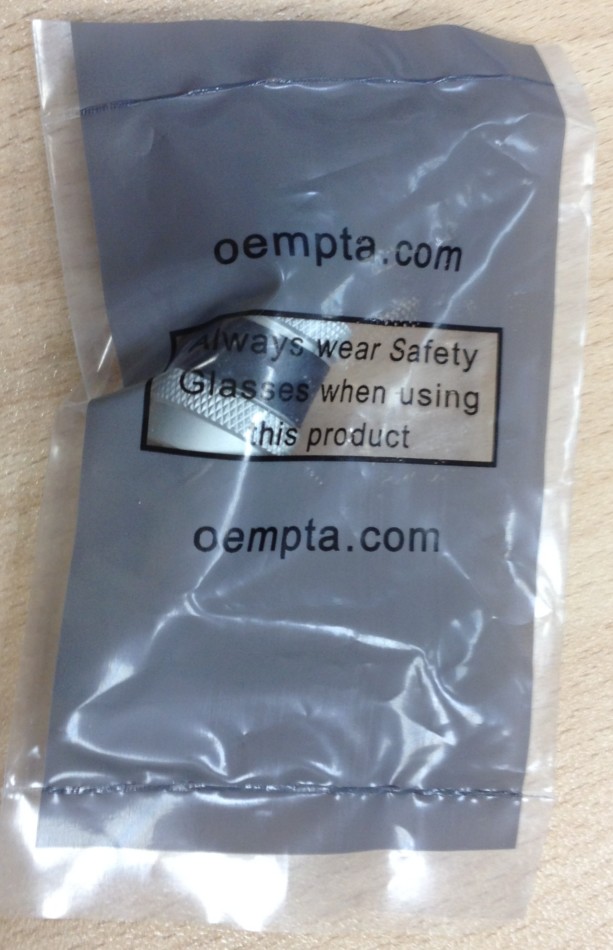 oempta.com
Always wear Safety
Glasses when using
this product
oempta.com